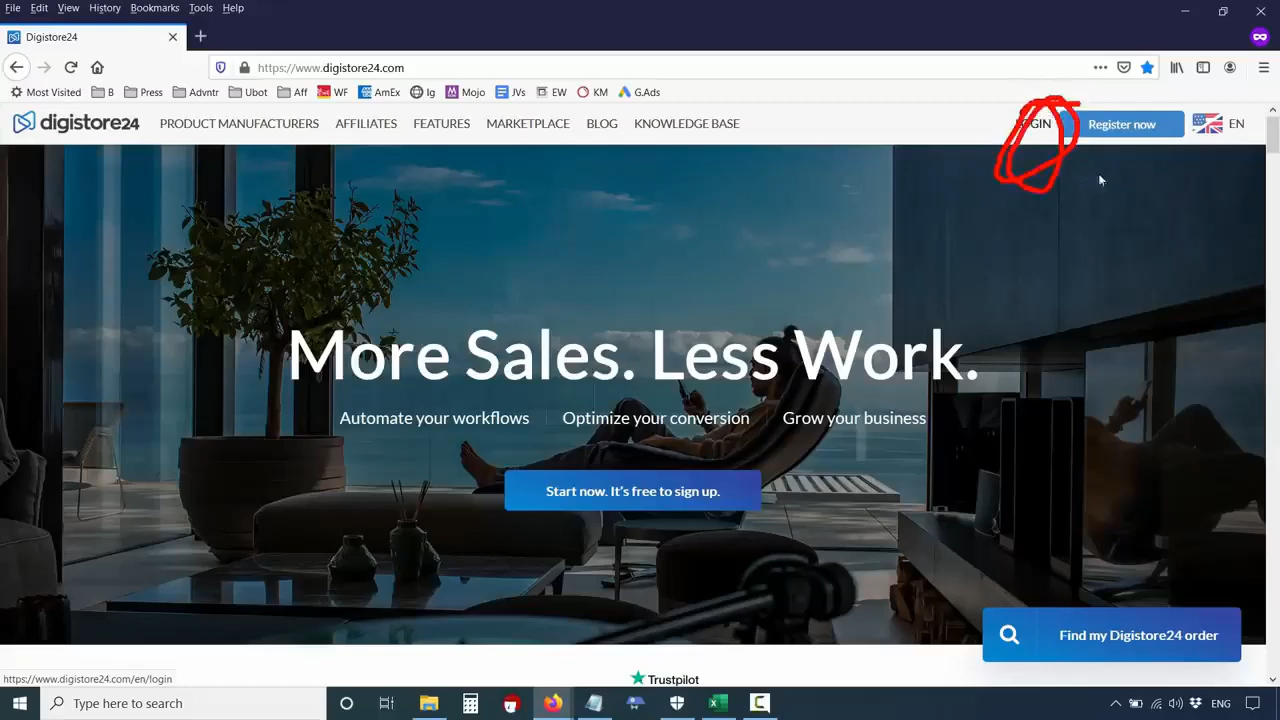 File Edit View History Bookmarks Tools Help
Digistore24
https://www.digistore24.com
Most Visited B Press Advntr Ubot Aff WF AmEx Ig Mojo JVs EW KM G.Ads
digistore24 PRODUCT MANUFACTURERS AFFILIATES FEATURES MARKETPLACE BLOG KNOWLEDGE BASE LOGIN Register now EN
More Sales. Less Work.
Automate your workflows Optimize your conversion Grow your business
Start now. It's free to sign up.
Find my Digistore24 order
https://www.digistore24.com/en/login
Trustpilot
Type here to search
ENG